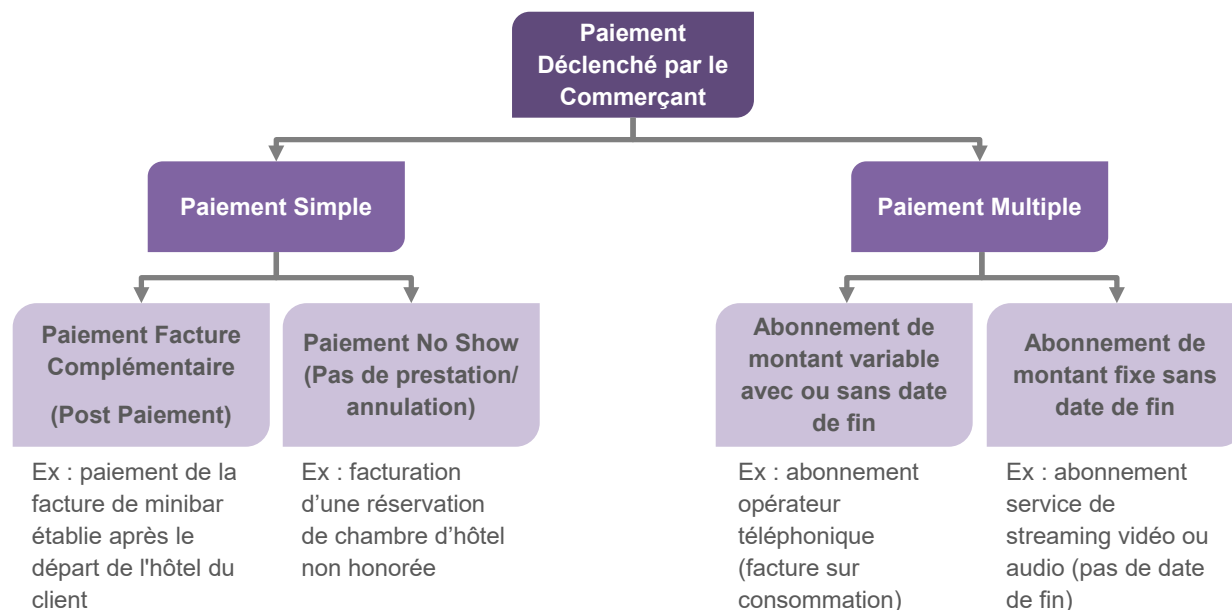 Paiement
Déclenché par le
Commerçant
Paiement Simple
Paiement Multiple
Paiement Facture
Complémentaire
(Post Paiement)
Paiement No Show
(Pas de prestation/
annulation)
Abonnement de
montant variable
avec ou sans date
de fin
Abonnement de
montant fixe sans
date de fin
Ex : paiement de la
facture de minibar
établie après le
départ de l'hôtel du
client
Ex : facturation
d’une réservation
de chambre d’hôtel
non honorée
Ex : abonnement
opérateur
téléphonique
(facture sur
consommation)
Ex : abonnement
service de
streaming vidéo ou
audio (pas de date
de fin)